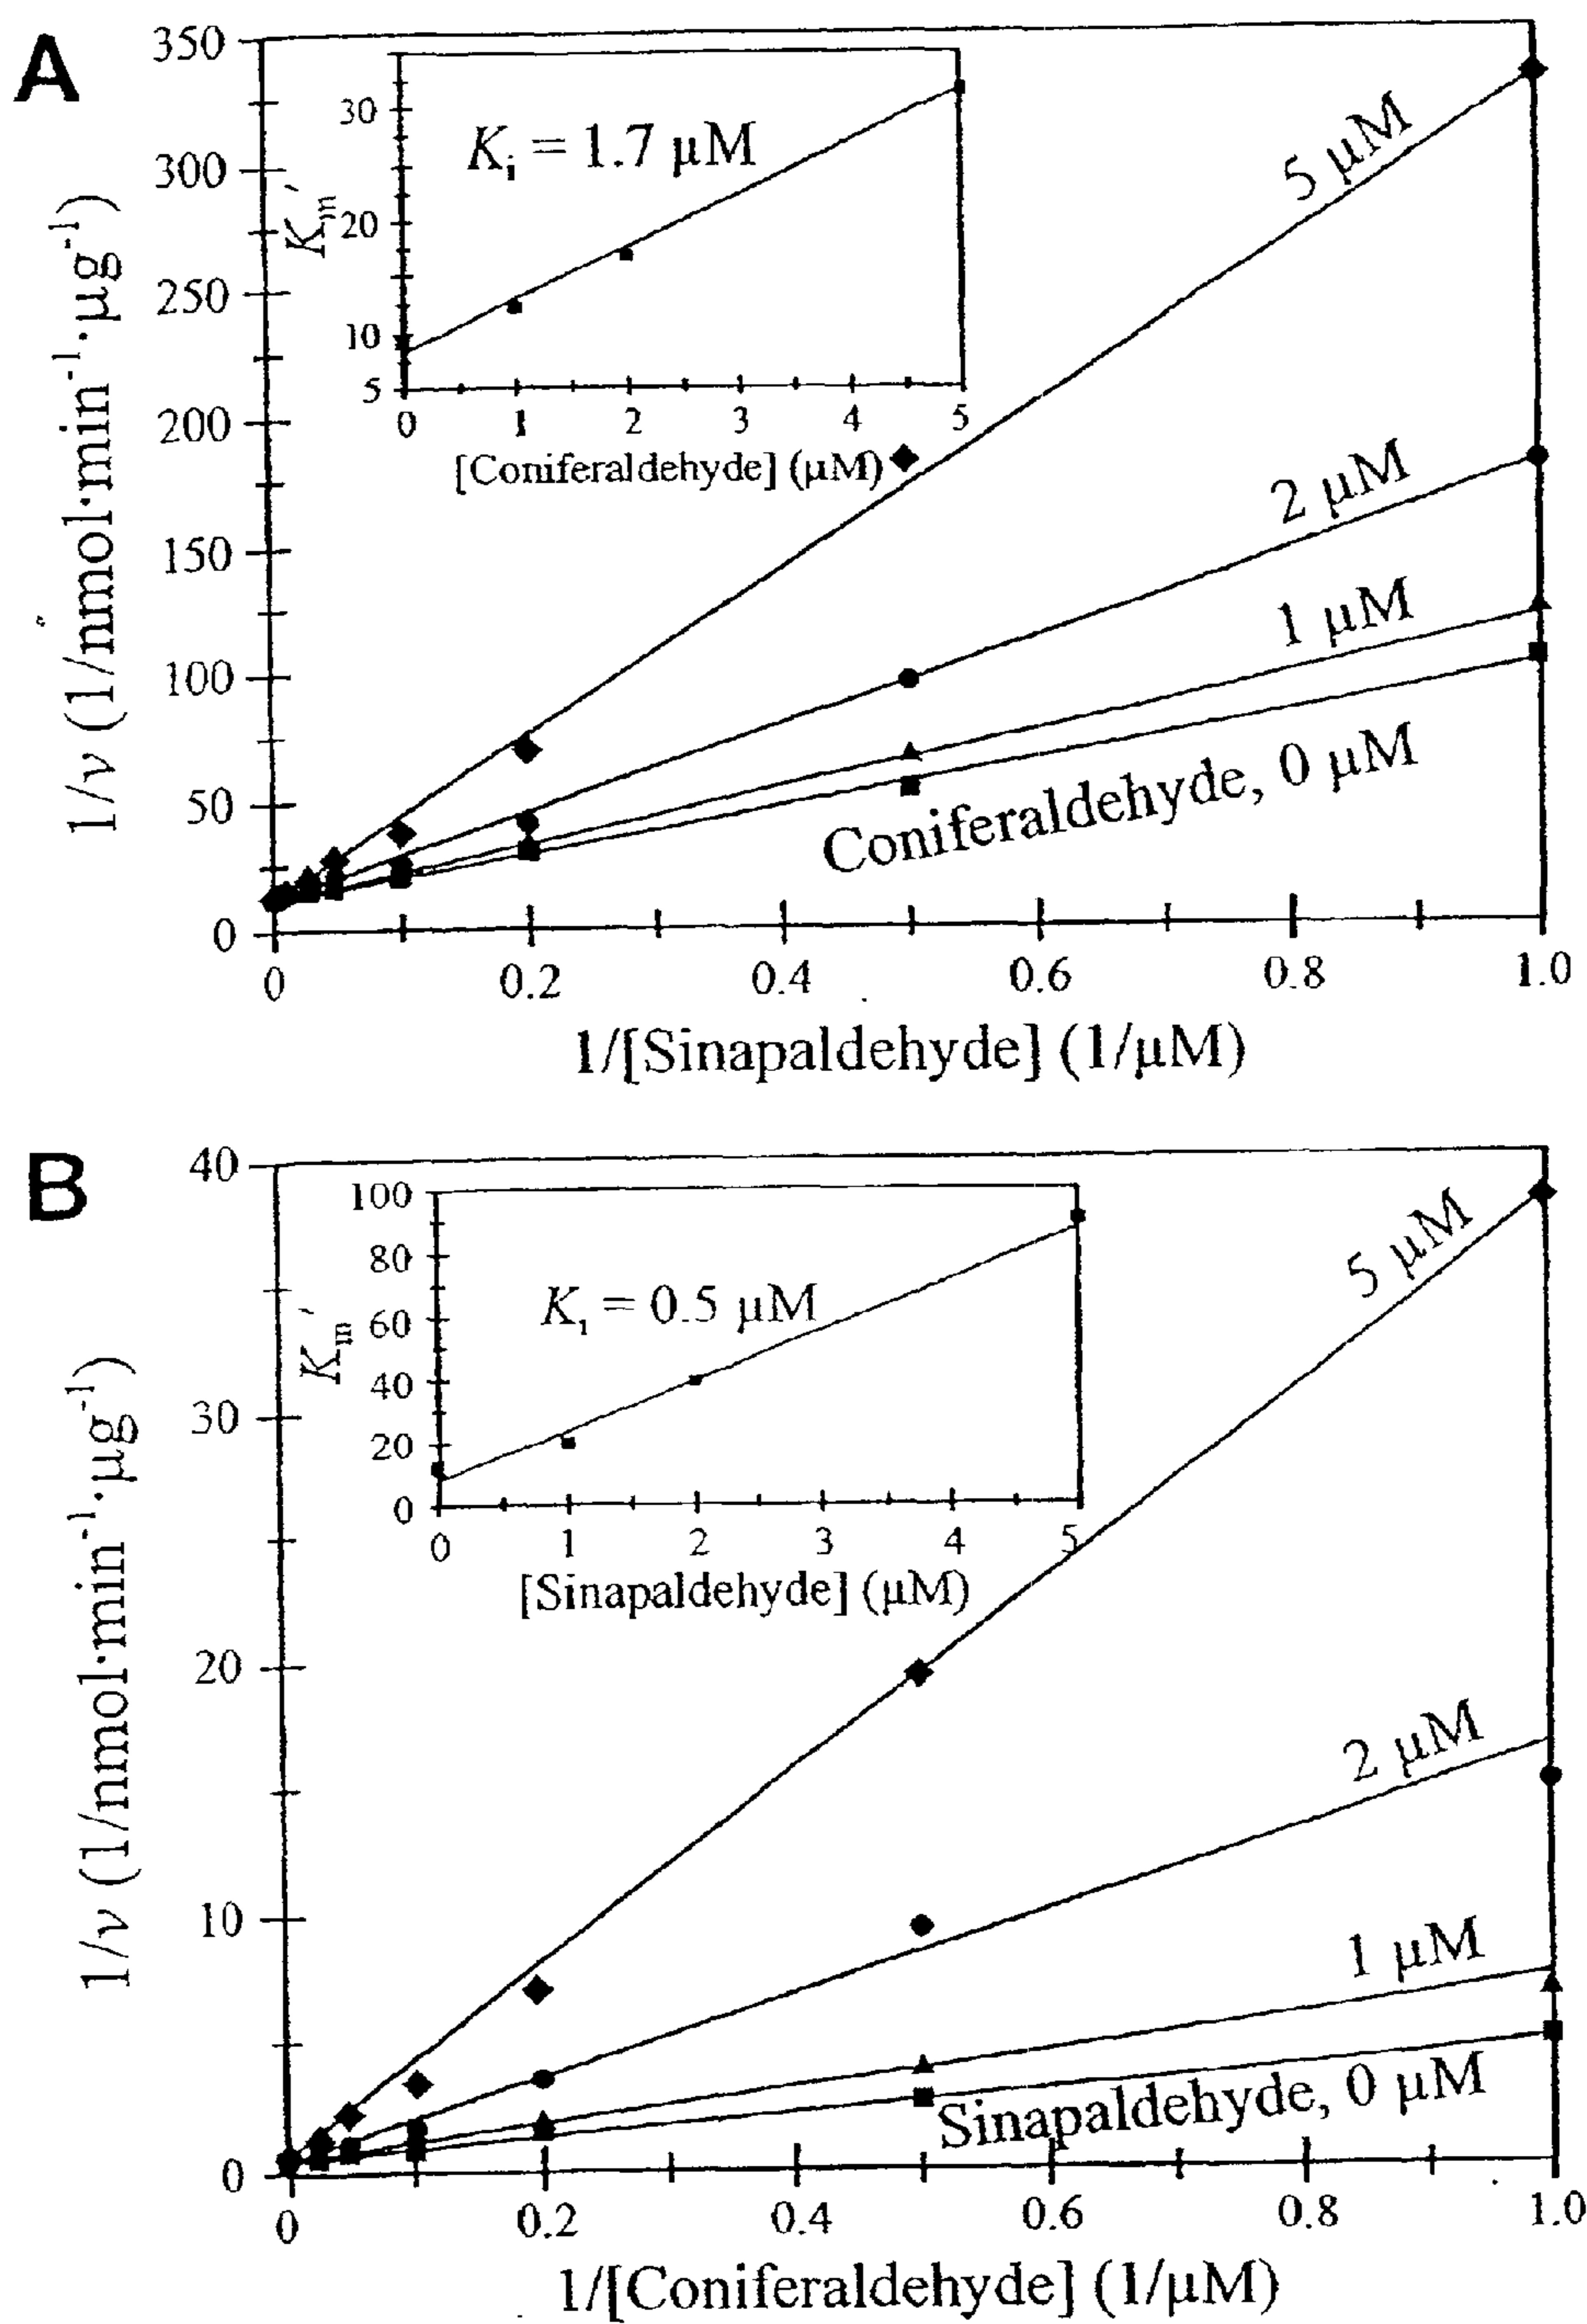 A
350
300
250
200
150
100
50
0
1/ν (1/nmol·min⁻¹·µg⁻¹)
30
20
10
5
Kₘ′
Kᵢ = 1.7 µM
0 1 2 3 4 5
[Coniferaldehyde] (µM)
5 µM
2 µM
1 µM
Coniferaldehyde, 0 µM
0 0.2 0.4 0.6 0.8 1.0
1/[Sinapaldehyde] (1/µM)
B
40
30
20
10
0
1/ν (1/nmol·min⁻¹·µg⁻¹)
100
80
60
40
20
0
Kₘ′
Kᵢ = 0.5 µM
0 1 2 3 4 5
[Sinapaldehyde] (µM)
5 µM
2 µM
1 µM
Sinapaldehyde, 0 µM
0 0.2 0.4 0.6 0.8 1.0
1/[Coniferaldehyde] (1/µM)